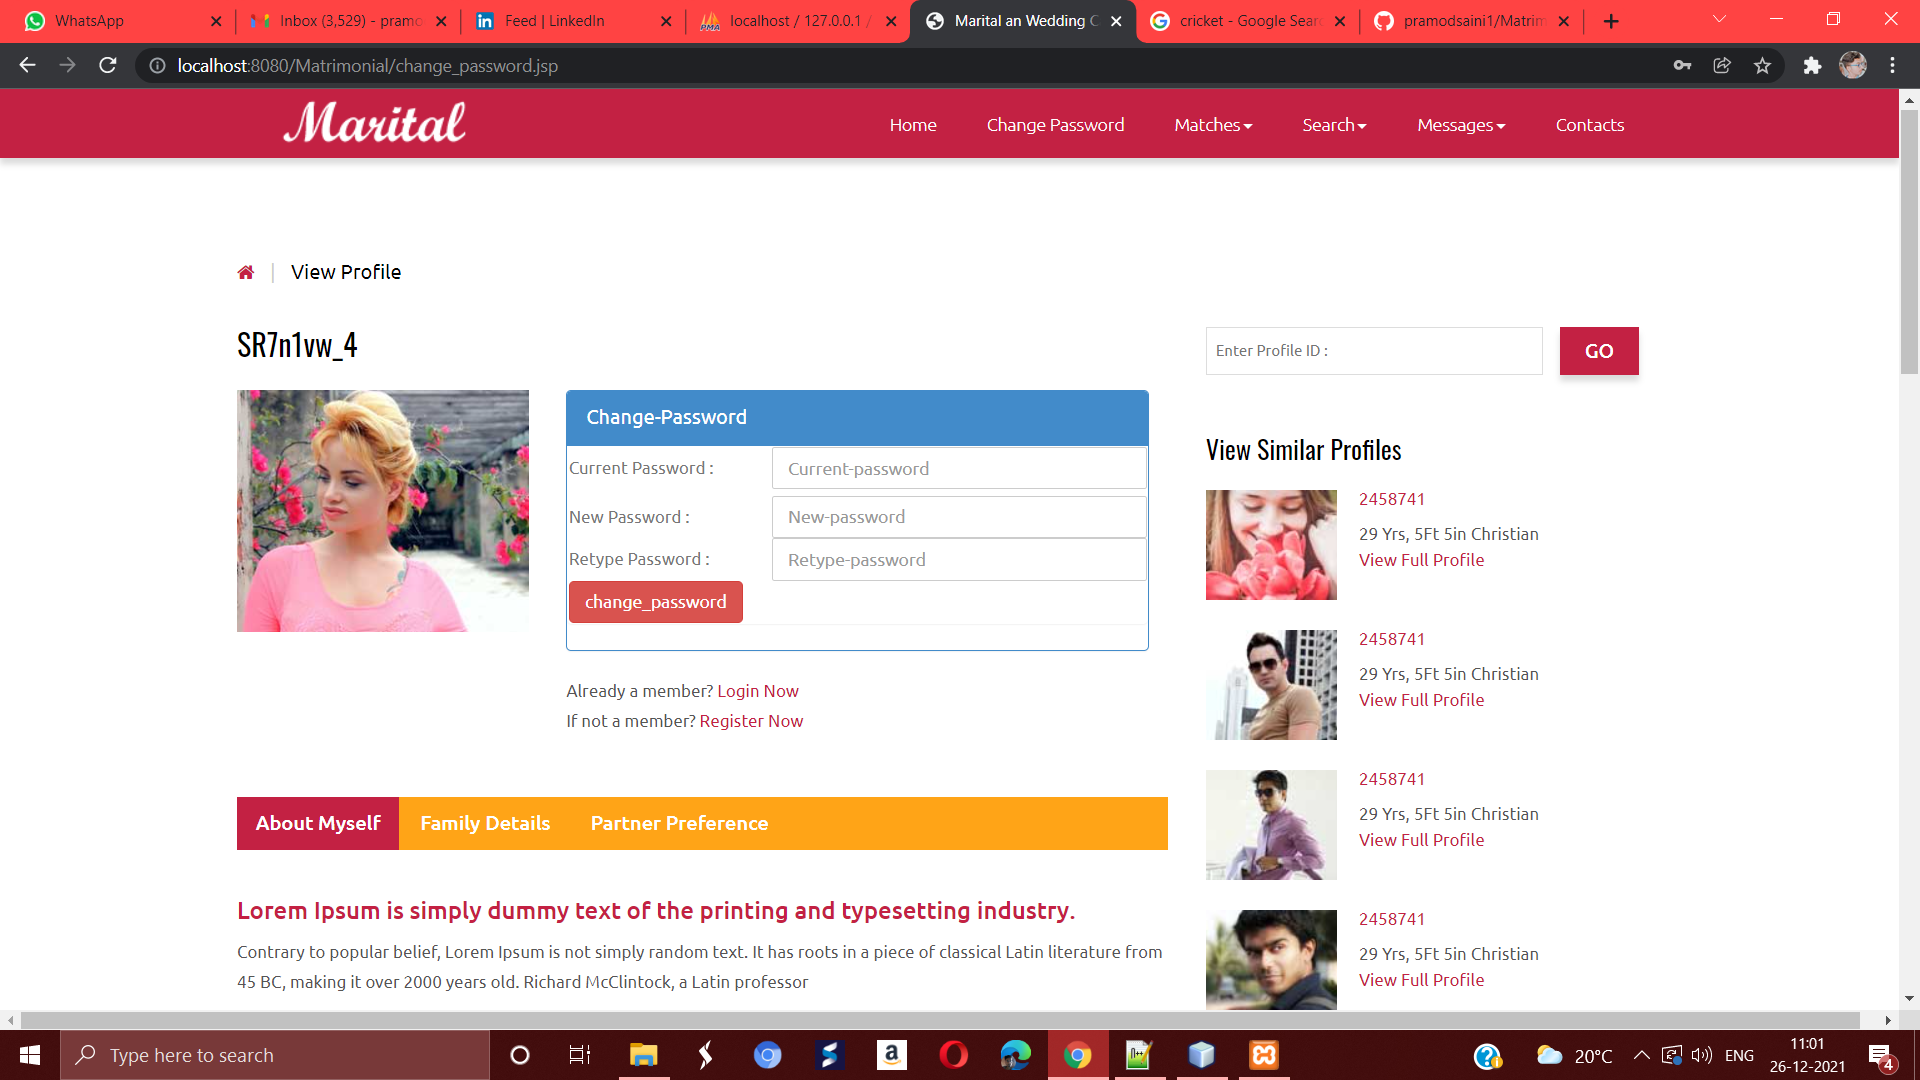 WhatsApp
Inbox (3,529) - pramo
Feed | LinkedIn
localhost / 127.0.0.1 /
Marital an Wedding C
cricket - Google Sear
pramodsaini1/Matrim
localhost:8080/Matrimonial/change_password.jsp
Marital
Home
Change Password
Matches
Search
Messages
Contacts
View Profile
SR7n1vw_4
Enter Profile ID :
GO
Change-Password
Current Password :
Current-password
New Password :
New-password
Retype Password :
Retype-password
change_password
Already a member? Login Now
If not a member? Register Now
View Similar Profiles
2458741
29 Yrs, 5Ft 5in Christian
View Full Profile
2458741
29 Yrs, 5Ft 5in Christian
View Full Profile
2458741
29 Yrs, 5Ft 5in Christian
View Full Profile
2458741
29 Yrs, 5Ft 5in Christian
View Full Profile
About Myself
Family Details
Partner Preference
Lorem Ipsum is simply dummy text of the printing and typesetting industry.
Contrary to popular belief, Lorem Ipsum is not simply random text. It has roots in a piece of classical Latin literature from
45 BC, making it over 2000 years old. Richard McClintock, a Latin professor
Type here to search
20°C
ENG
11:01
26-12-2021
4